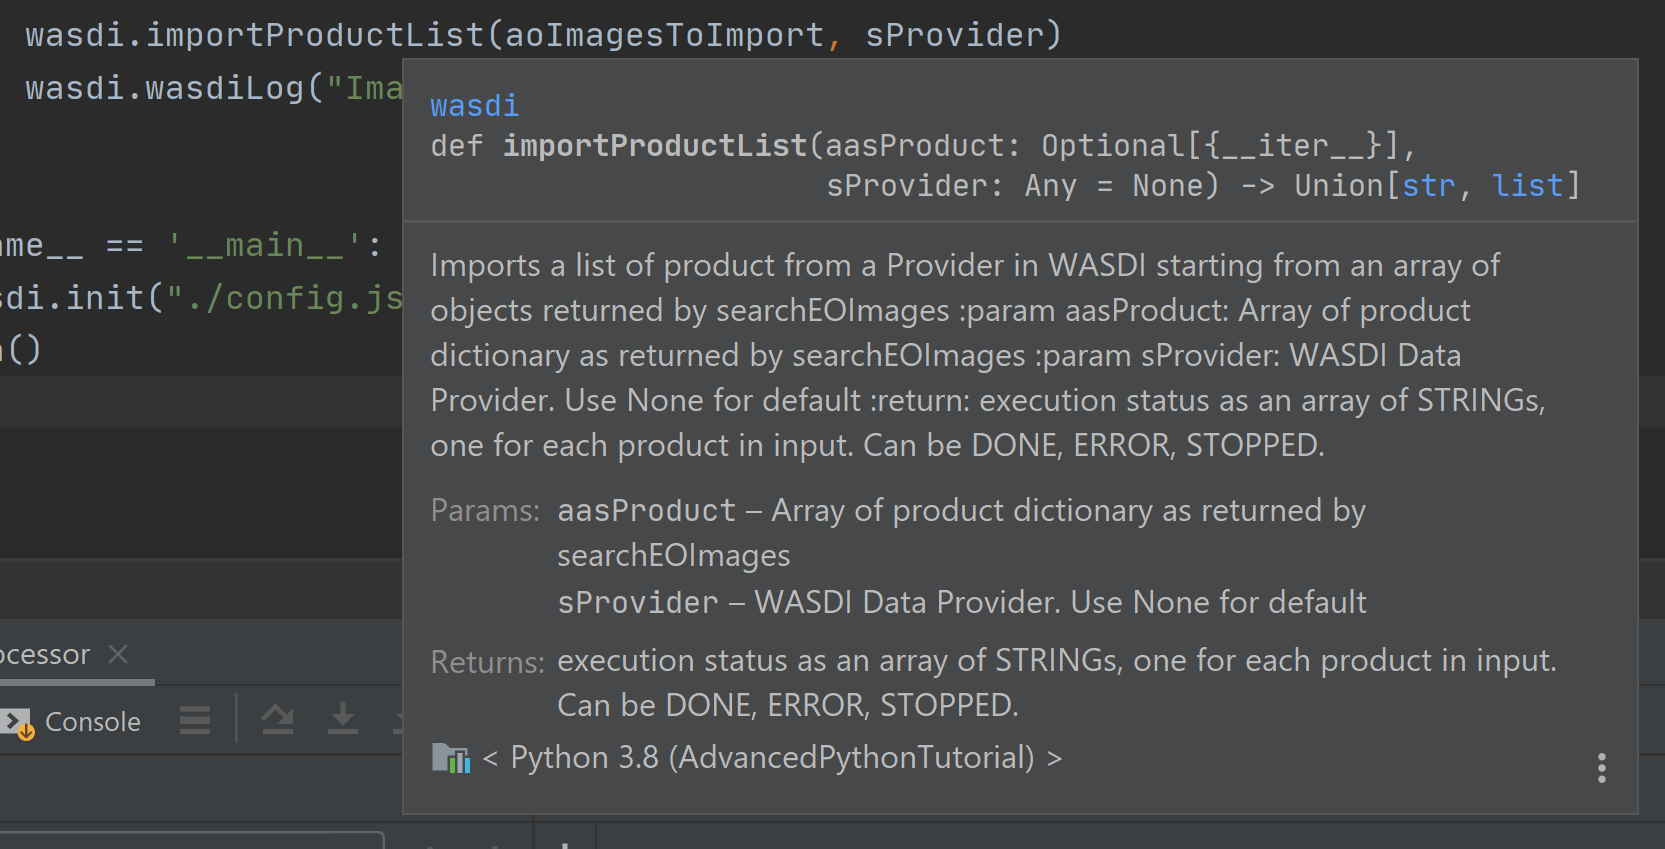 wasdi.importProductList(aoImagesToImport, sProvider)
wasdi.wasdiLog("Ima
wasdi
def importProductList(aasProduct: Optional[{__iter__}],
sProvider: Any = None) -> Union[str, list]
ame__ == '__main__':
sdi.init("./config.js
()
Imports a list of product from a Provider in WASDI starting from an array of
objects returned by searchEOImages :param aasProduct: Array of product
dictionary as returned by searchEOImages :param sProvider: WASDI Data
Provider. Use None for default :return: execution status as an array of STRINGs,
one for each product in input. Can be DONE, ERROR, STOPPED.
Params: aasProduct – Array of product dictionary as returned by
searchEOImages
sProvider – WASDI Data Provider. Use None for default
Returns: execution status as an array of STRINGs, one for each product in input.
Can be DONE, ERROR, STOPPED.
< Python 3.8 (AdvancedPythonTutorial) >
ocessor
Console